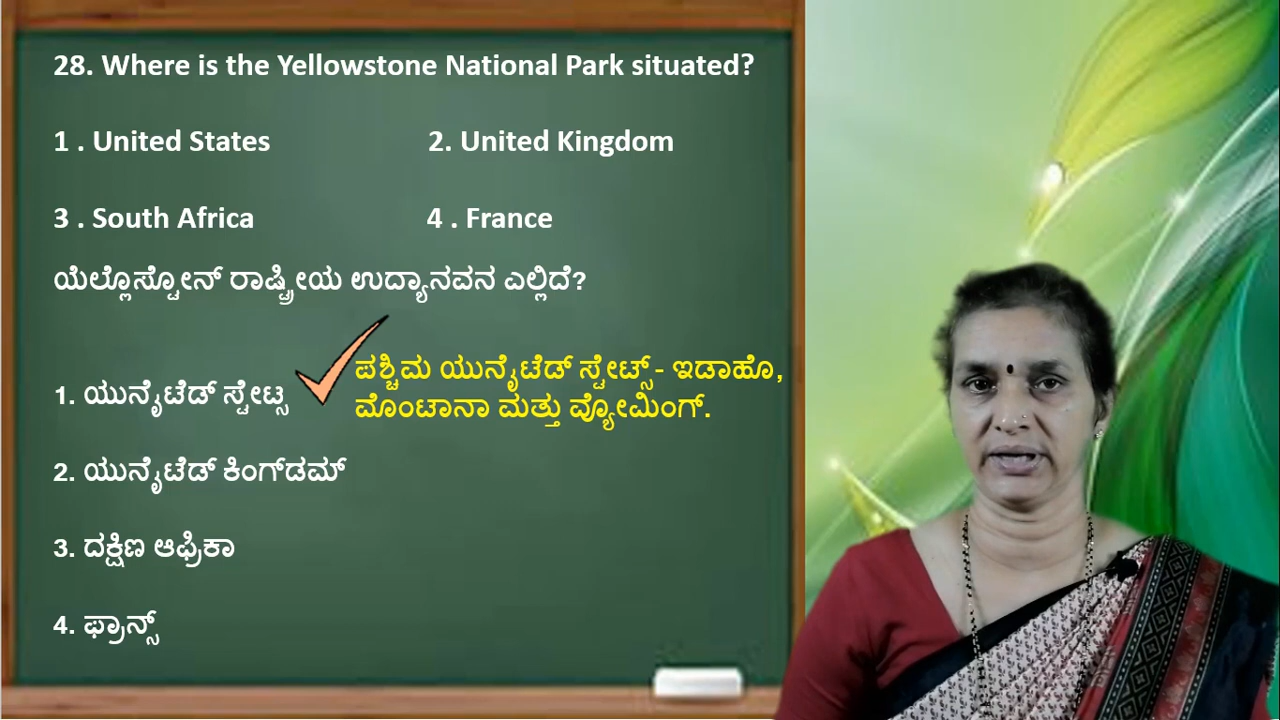 28. Where is the Yellowstone National Park situated?
1 . United States 2. United Kingdom
3 . South Africa 4 . France
ಯೆಲ್ಲೊಸ್ಟೋನ್ ರಾಷ್ಟ್ರೀಯ ಉದ್ಯಾನವನ ಎಲ್ಲಿದೆ?
1. ಯುನೈಟೆಡ್ ಸ್ಟೇಟ್ಸ
ಪಶ್ಚಿಮ ಯುನೈಟೆಡ್ ಸ್ಟೇಟ್ಸ್- ಇಡಾಹೊ,
ಮೊಂಟಾನಾ ಮತ್ತು ವ್ಯೋಮಿಂಗ್.
2. ಯುನೈಟೆಡ್ ಕಿಂಗ್‌ಡಮ್
3. ದಕ್ಷಿಣ ಆಫ್ರಿಕಾ
4. ಫ್ರಾನ್ಸ್